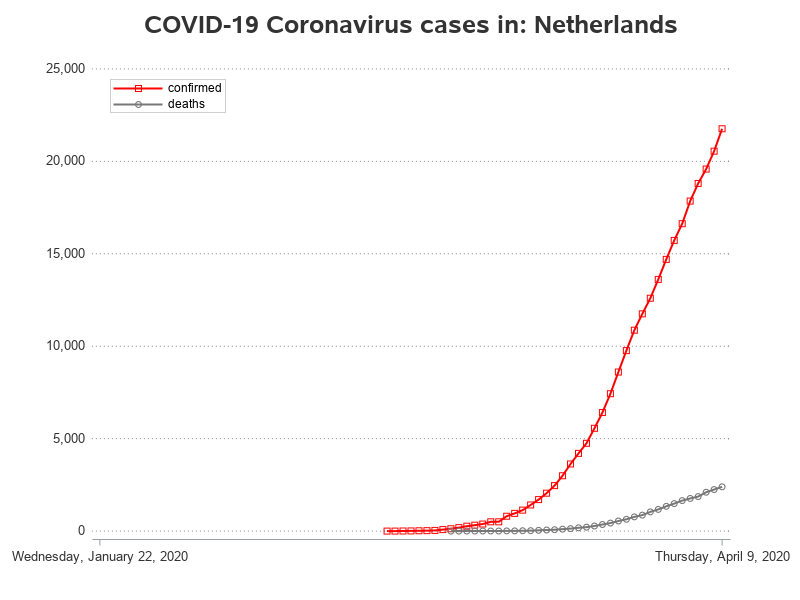 COVID-19 Coronavirus cases in: Netherlands
25,000
confirmed
deaths
20,000
15,000
10,000
5,000
0
Wednesday, January 22, 2020
Thursday, April 9, 2020